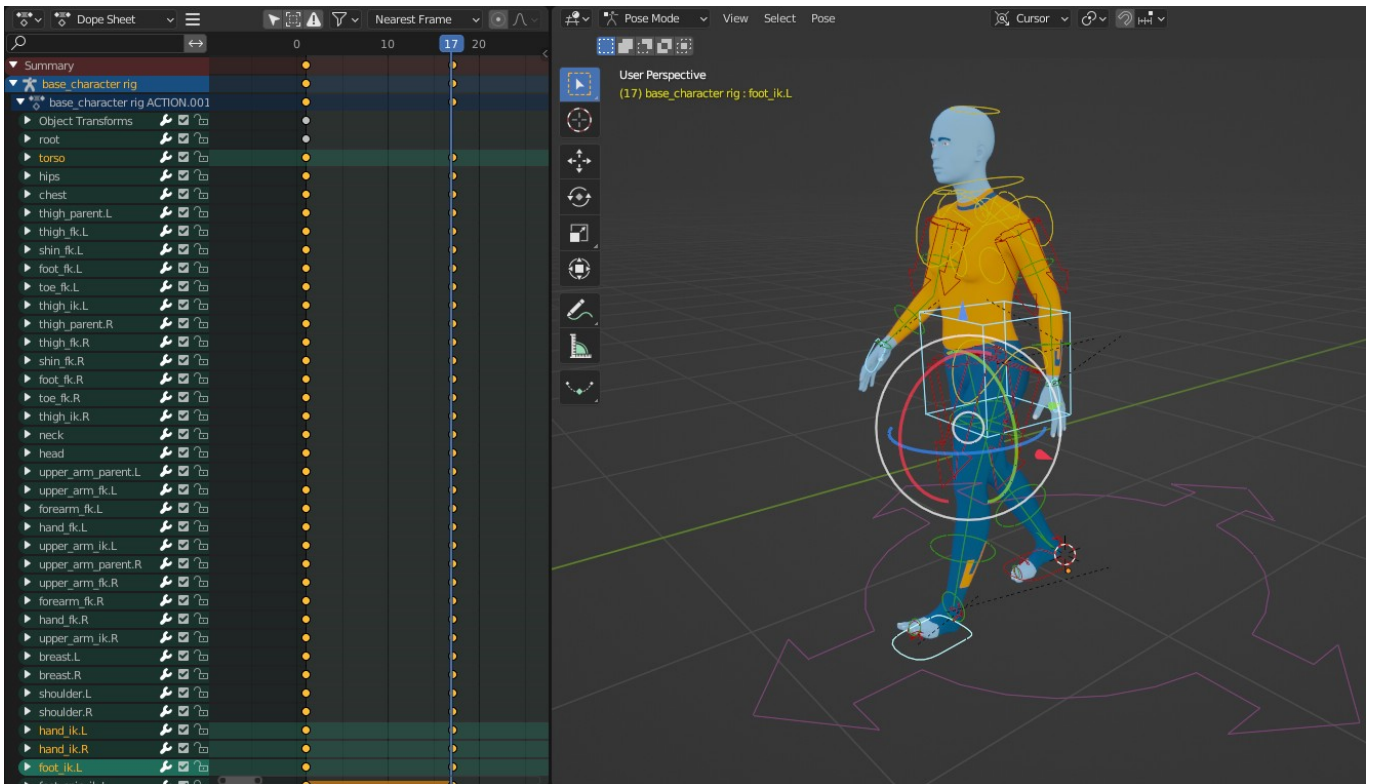 Dope Sheet
Nearest Frame
Pose Mode
View
Select
Pose
Cursor
0
10
17
20
Summary
User Perspective
base_character rig
(17) base_character rig : foot_ik.L
base_character rig ACTION.001
Object Transforms
root
torso
hips
chest
thigh_parent.L
thigh_fk.L
shin_fk.L
foot_fk.L
toe_fk.L
thigh_ik.L
thigh_parent.R
thigh_fk.R
shin_fk.R
foot_fk.R
toe_fk.R
thigh_ik.R
neck
head
upper_arm_parent.L
upper_arm_fk.L
forearm_fk.L
hand_fk.L
upper_arm_ik.L
upper_arm_parent.R
upper_arm_fk.R
forearm_fk.R
hand_fk.R
upper_arm_ik.R
breast.L
breast.R
shoulder.L
shoulder.R
hand_ik.L
hand_ik.R
foot_ik.L